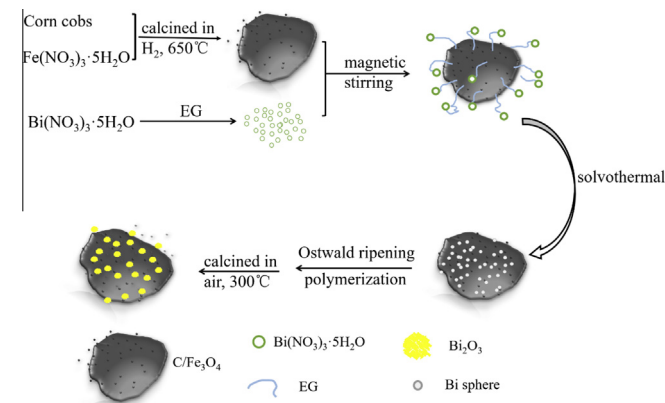 Corn cobs
Fe(NO₃)₃·5H₂O
calcined in
H₂, 650℃
Bi(NO₃)₃·5H₂O
EG
magnetic
stirring
solvothermal
Ostwald ripening
polymerization
calcined in
air, 300℃
C/Fe₃O₄
Bi(NO₃)₃·5H₂O
Bi₂O₃
EG
Bi sphere